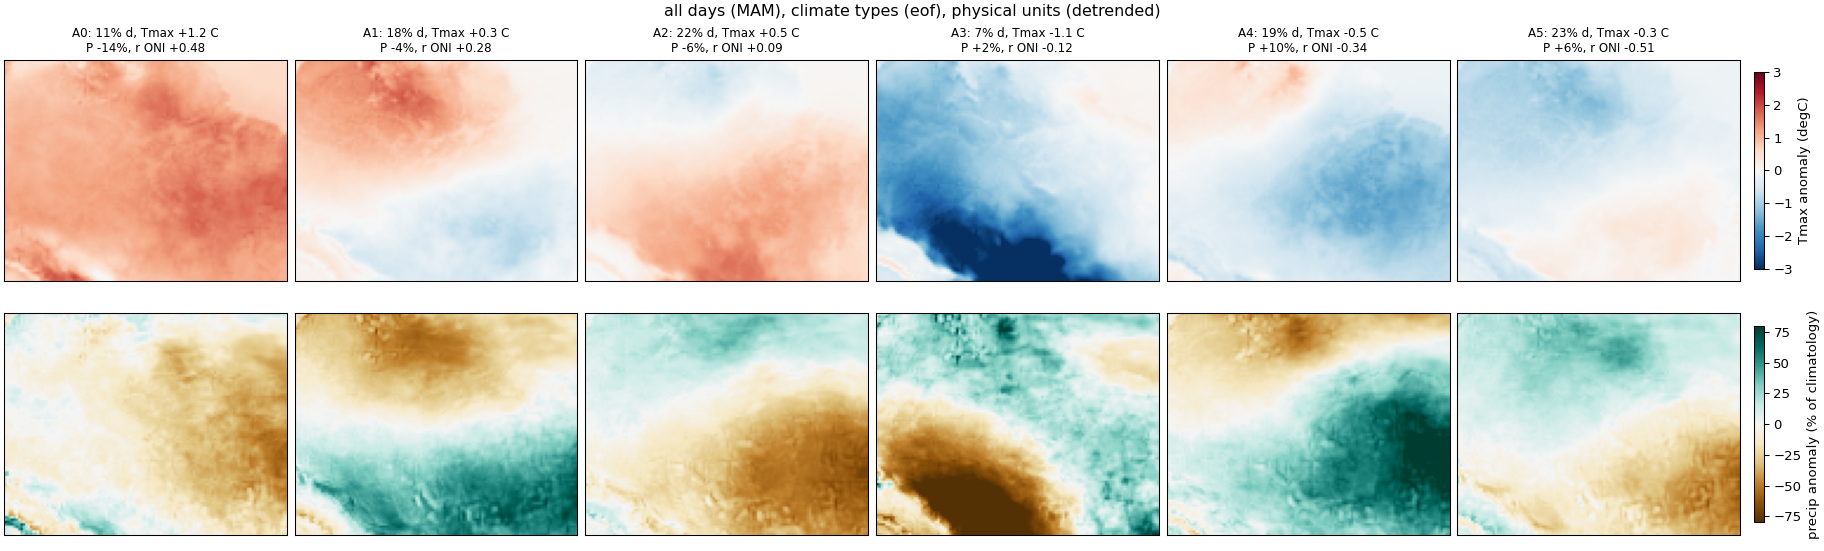 all days (MAM), climate types (eof), physical units (detrended)
A0: 11% d, Tmax +1.2 C
P -14%, r ONI +0.48
A1: 18% d, Tmax +0.3 C
P -4%, r ONI +0.28
A2: 22% d, Tmax +0.5 C
P -6%, r ONI +0.09
A3: 7% d, Tmax -1.1 C
P +2%, r ONI -0.12
A4: 19% d, Tmax -0.5 C
P +10%, r ONI -0.34
A5: 23% d, Tmax -0.3 C
P +6%, r ONI -0.51
3
2
1
0
−1
−2
−3
Tmax anomaly (degC)
75
50
25
0
−25
−50
−75
precip anomaly (% of climatology)